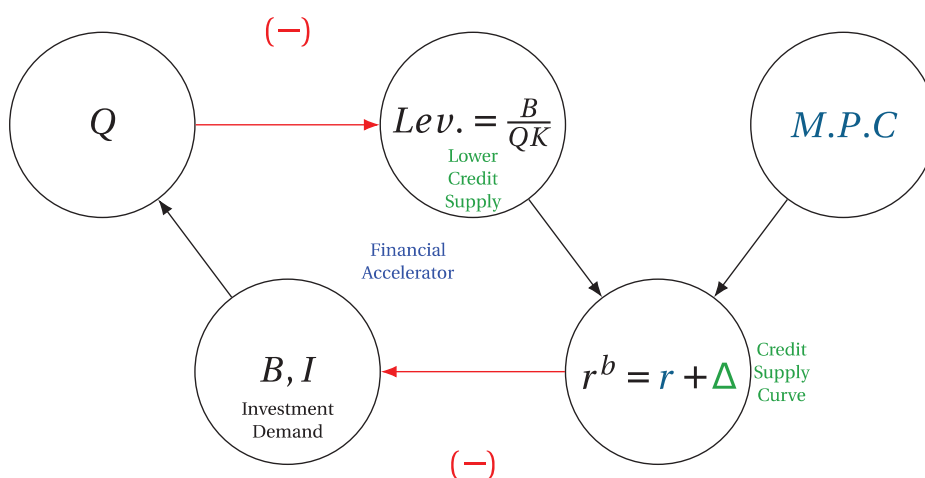 (−)
Q
Lev. = B/QK
Lower
Credit
Supply
M.P.C
Financial
Accelerator
B, I
Investment
Demand
r^b = r + Δ
Credit
Supply
Curve
(−)